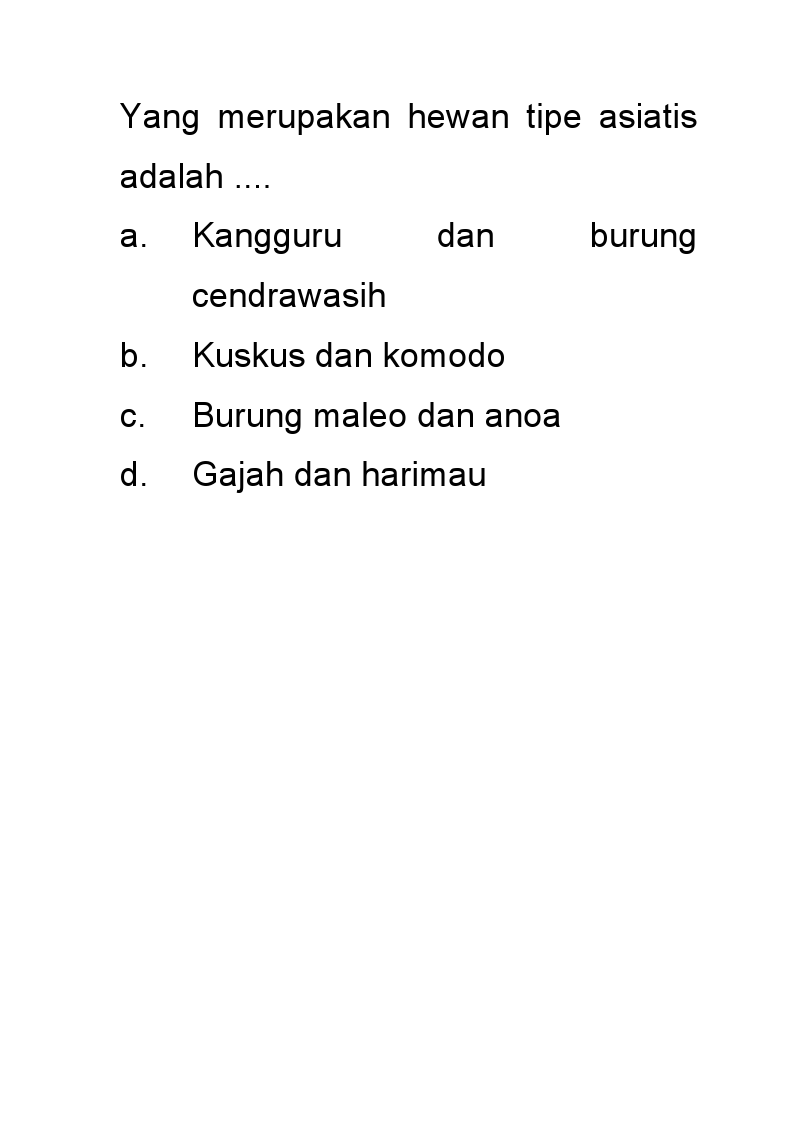 Yang merupakan hewan tipe asiatis
adalah ....
a. Kangguru dan burung
cendrawasih
b. Kuskus dan komodo
c. Burung maleo dan anoa
d. Gajah dan harimau